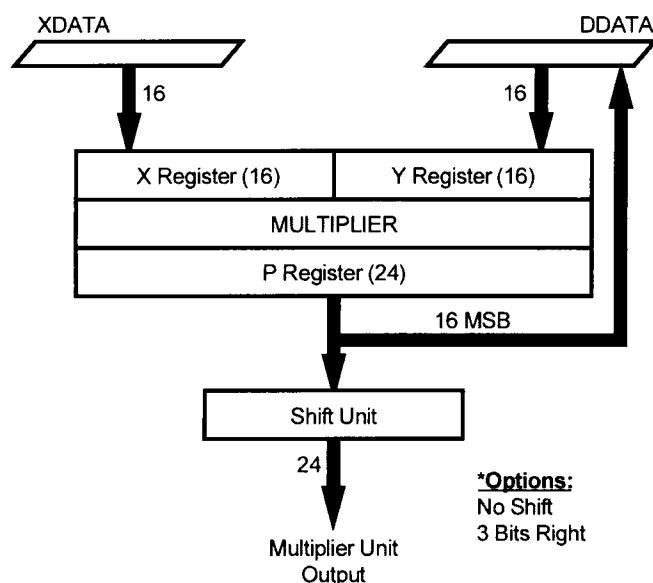 XDATA
DDATA
16
16
X Register (16)
Y Register (16)
MULTIPLIER
P Register (24)
16 MSB
Shift Unit
24
*Options:
No Shift
3 Bits Right
Multiplier Unit
Output